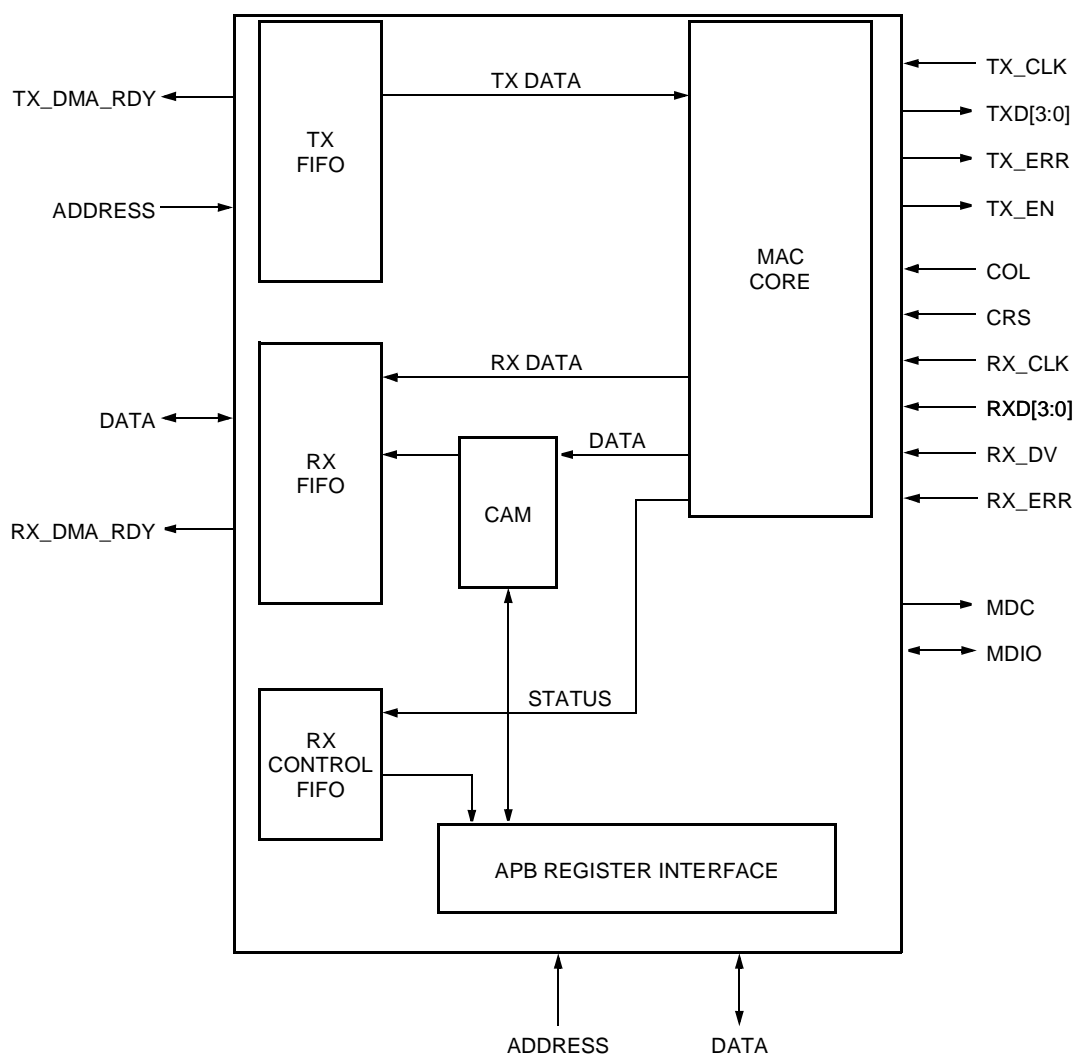 TX_CLK
TX DATA
TX_DMA_RDY
TXD[3:0]
TX
FIFO
TX_ERR
ADDRESS
TX_EN
MAC
CORE
COL
CRS
RX DATA
RX_CLK
DATA
RXD[3:0]
DATA
RX_DV
RX
FIFO
RX_ERR
CAM
RX_DMA_RDY
MDC
MDIO
STATUS
RX
CONTROL
FIFO
APB REGISTER INTERFACE
ADDRESS
DATA